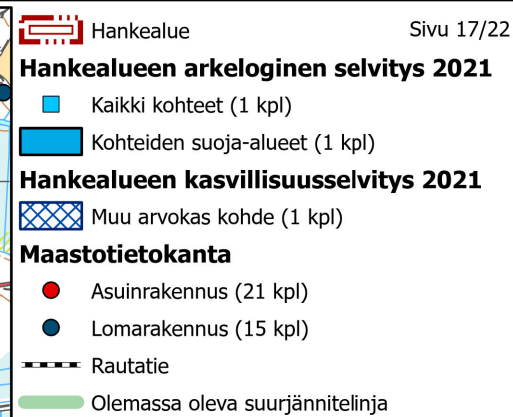 Hankealue Sivu 17/22
Hankealueen arkeloginen selvitys 2021
Kaikki kohteet (1 kpl)
Kohteiden suoja-alueet (1 kpl)
Hankealueen kasvillisuusselvitys 2021
Muu arvokas kohde (1 kpl)
Maastotietokanta
Asuinrakennus (21 kpl)
Lomarakennus (15 kpl)
Rautatie
Olemassa oleva suurjännitelinja